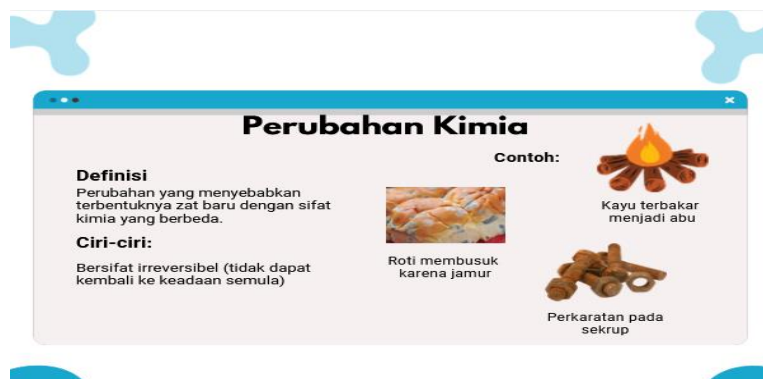 Perubahan Kimia
Definisi
Perubahan yang menyebabkan
terbentuknya zat baru dengan sifat
kimia yang berbeda.
Ciri-ciri:
Bersifat irreversibel (tidak dapat
kembali ke keadaan semula)
Contoh:
Roti membusuk
karena jamur
Kayu terbakar
menjadi abu
Perkaratan pada
sekrup